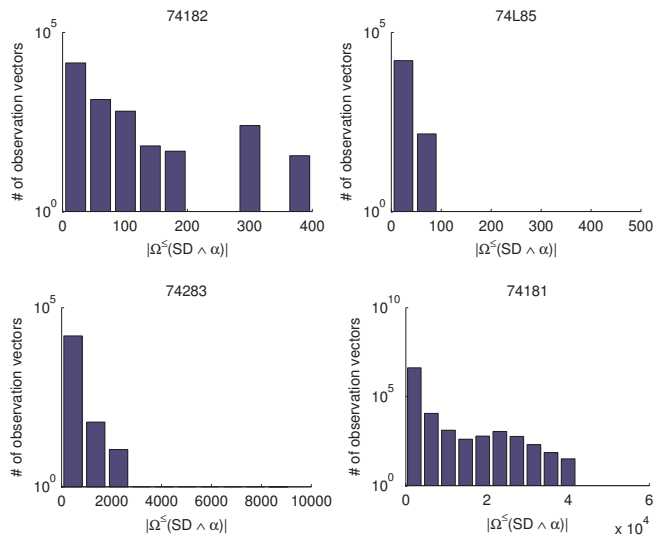 74182
10^5
# of observation vectors
10^0
0 100 200 300 400
|Ω^≤(SD ∧ α)|
74L85
10^5
# of observation vectors
10^0
0 100 200 300 400 500
|Ω^≤(SD ∧ α)|
74283
10^5
# of observation vectors
10^0
0 2000 4000 6000 8000 10000
|Ω^≤(SD ∧ α)|
74181
10^10
10^5
# of observation vectors
10^0
0 2 4 6
|Ω^≤(SD ∧ α)|
x 10^4